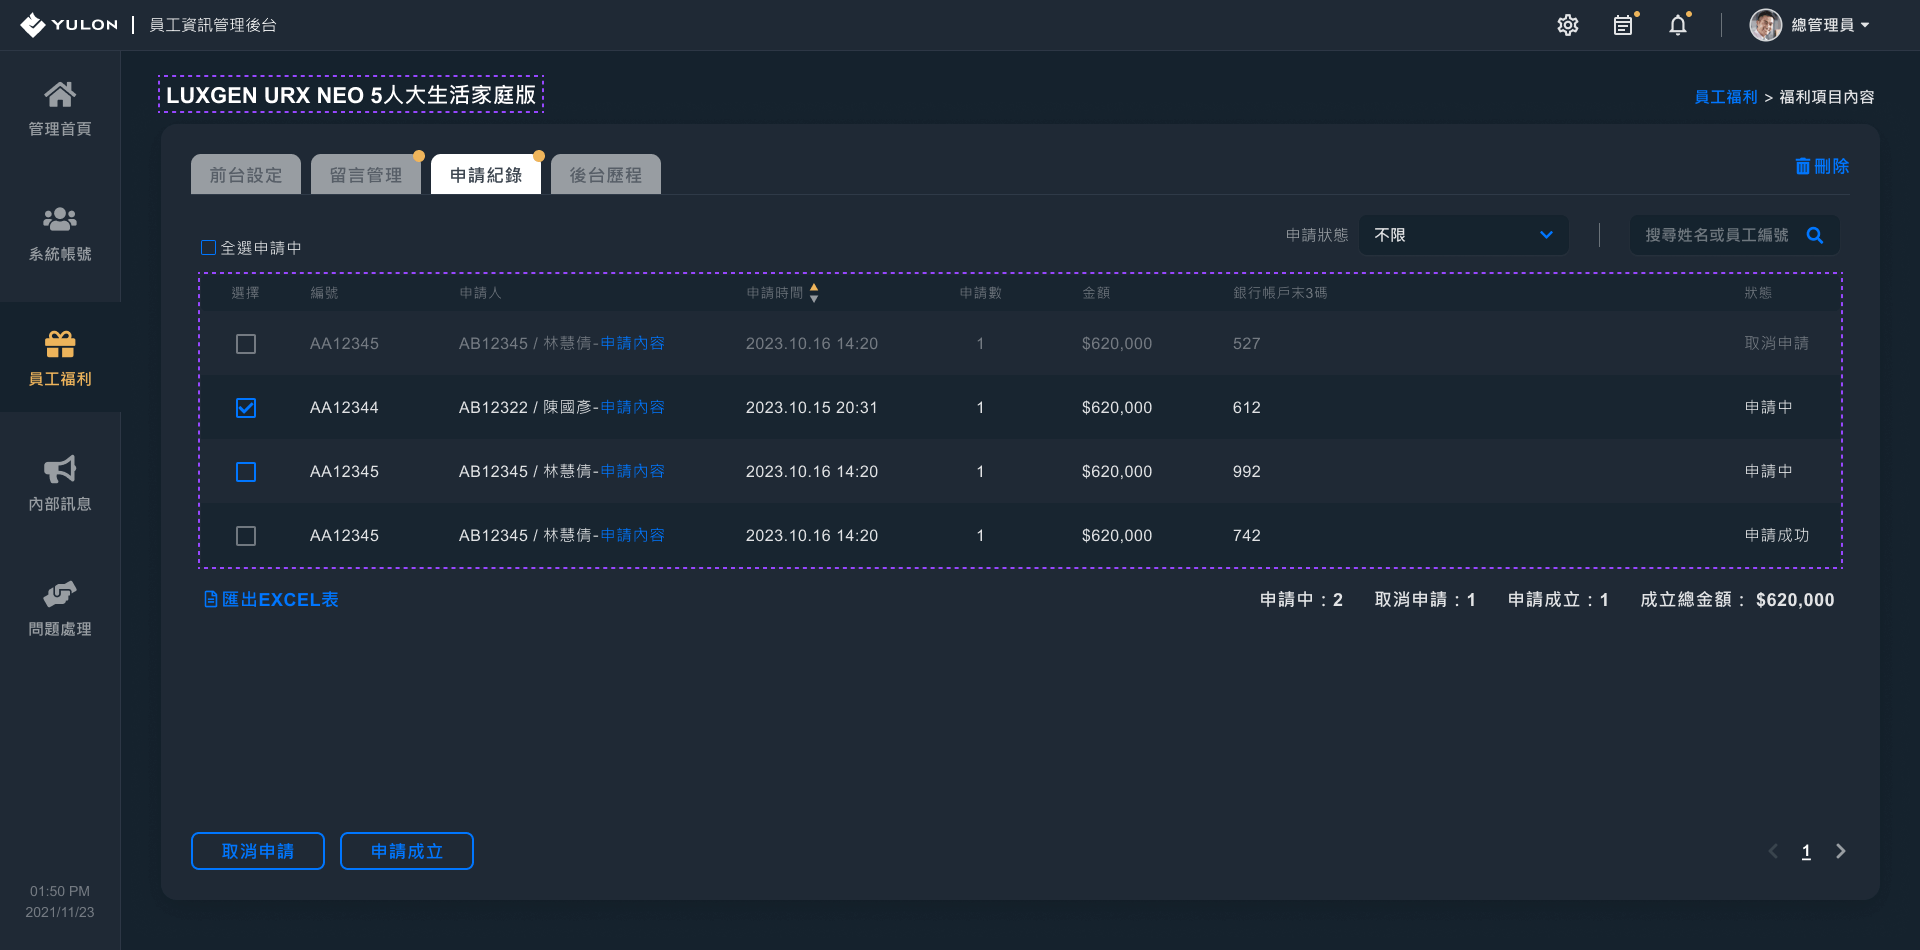 YULON
員工資訊管理後台
總管理員
管理首頁
系統帳號
員工福利
內部訊息
問題處理
01:50 PM
2021/11/23
LUXGEN URX NEO 5人大生活家庭版
員工福利 > 福利項目內容
前台設定 留言管理 申請紀錄 後台歷程
刪除
全選申請中
申請狀態 不限
搜尋姓名或員工編號
選擇 編號 申請人 申請時間 申請數 金額 銀行帳戶末3碼 狀態
AA12345 AB12345 / 林慧倩-申請內容 2023.10.16 14:20 1 $620,000 527 取消申請
AA12344 AB12322 / 陳國彥-申請內容 2023.10.15 20:31 1 $620,000 612 申請中
AA12345 AB12345 / 林慧倩-申請內容 2023.10.16 14:20 1 $620,000 992 申請中
AA12345 AB12345 / 林慧倩-申請內容 2023.10.16 14:20 1 $620,000 742 申請成功
匯出EXCEL表
申請中：2 取消申請：1 申請成立：1 成立總金額： $620,000
取消申請 申請成立
1